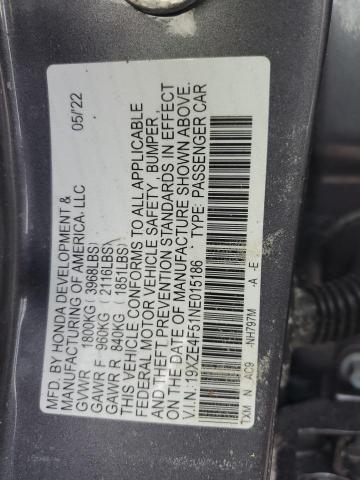 MFD. BY HONDA DEVELOPMENT & 05/'22
MANUFACTURING OF AMERICA, LLC
GVWR 1800KG ( 3968LBS)
GAWR F 960KG ( 2116LBS)
GAWR R 840KG ( 1851LBS)
THIS VEHICLE CONFORMS TO ALL APPLICABLE
FEDERAL MOTOR VEHICLE SAFETY BUMPER,
AND THEFT PREVENTION STANDARDS IN EFFECT
ON THE DATE OF MANUFACTURE SHOWN ABOVE.
V.I.N: 19XZE4F51NE015186 TYPE: PASSENGER CAR
TXM N AC9 -NH797M -A -E